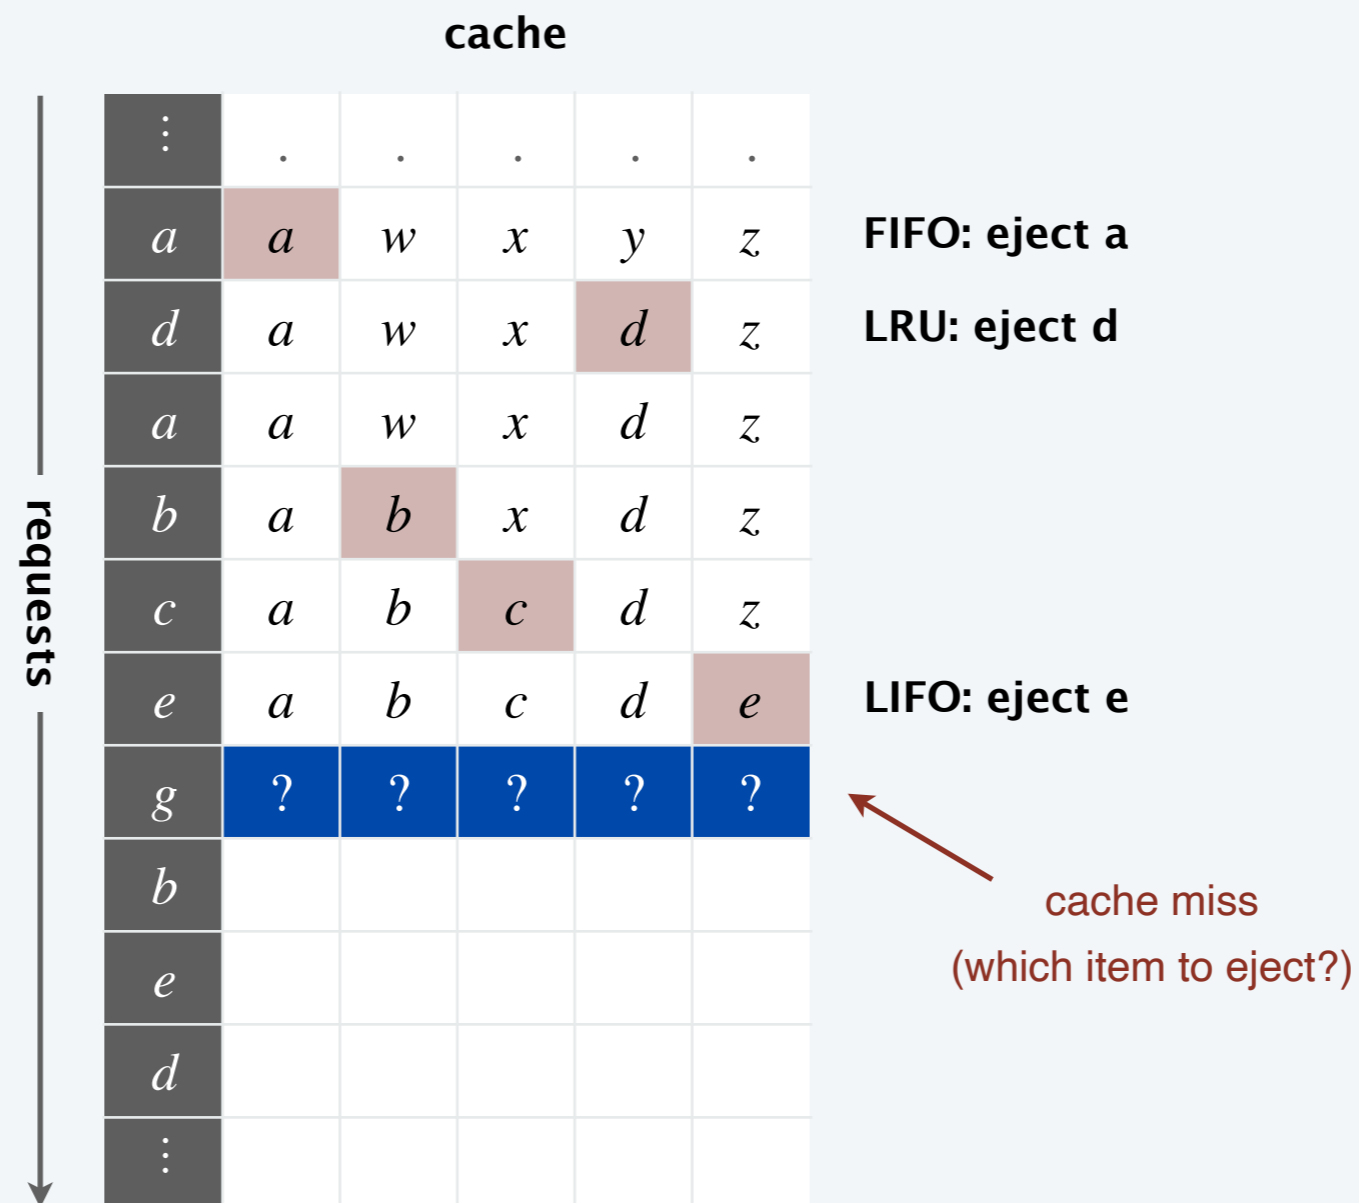 cache
⋮ . . . . .
a a w x y z FIFO: eject a
d a w x d z LRU: eject d
a a w x d z
b a b x d z
c a b c d z
e a b c d e LIFO: eject e
g ? ? ? ? ?
b
e
d
⋮
requests
cache miss
(which item to eject?)